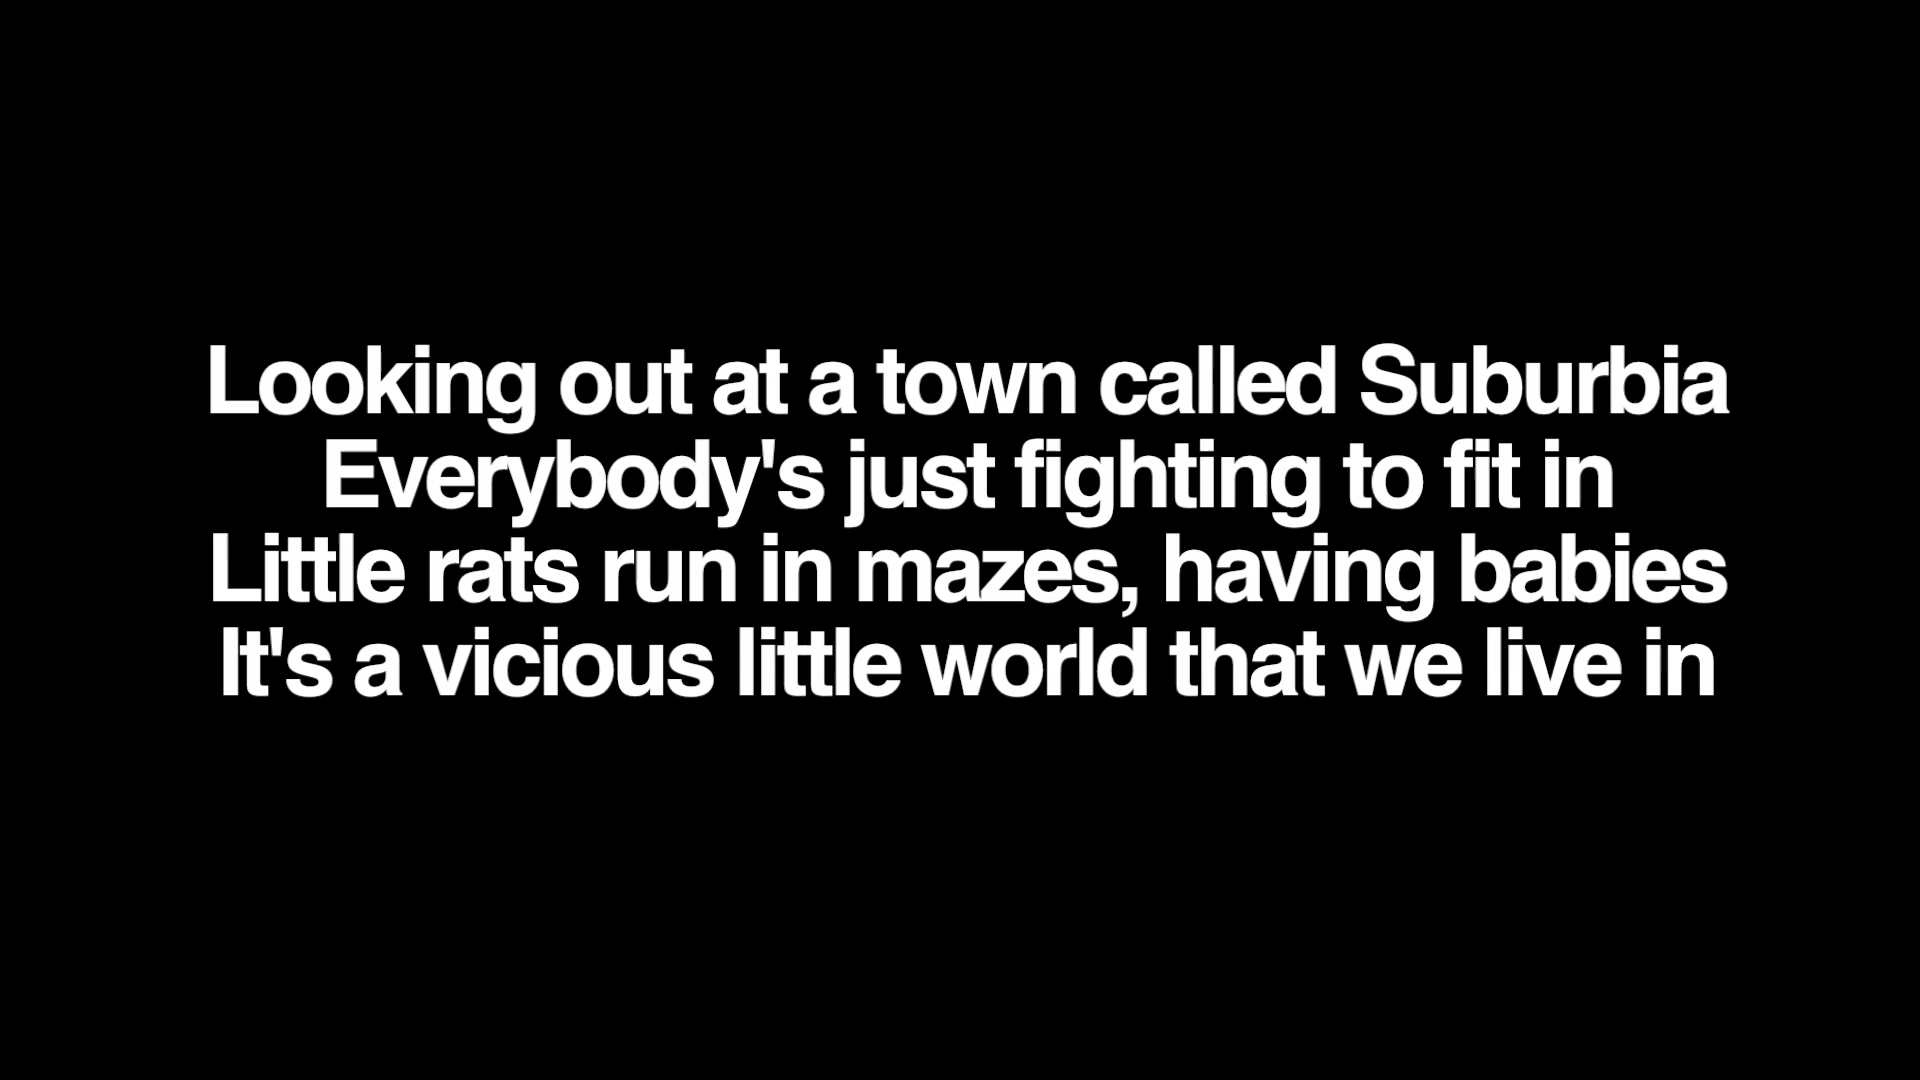 Looking out at a town called Suburbia
Everybody's just fighting to fit in
Little rats run in mazes, having babies
It's a vicious little world that we live in